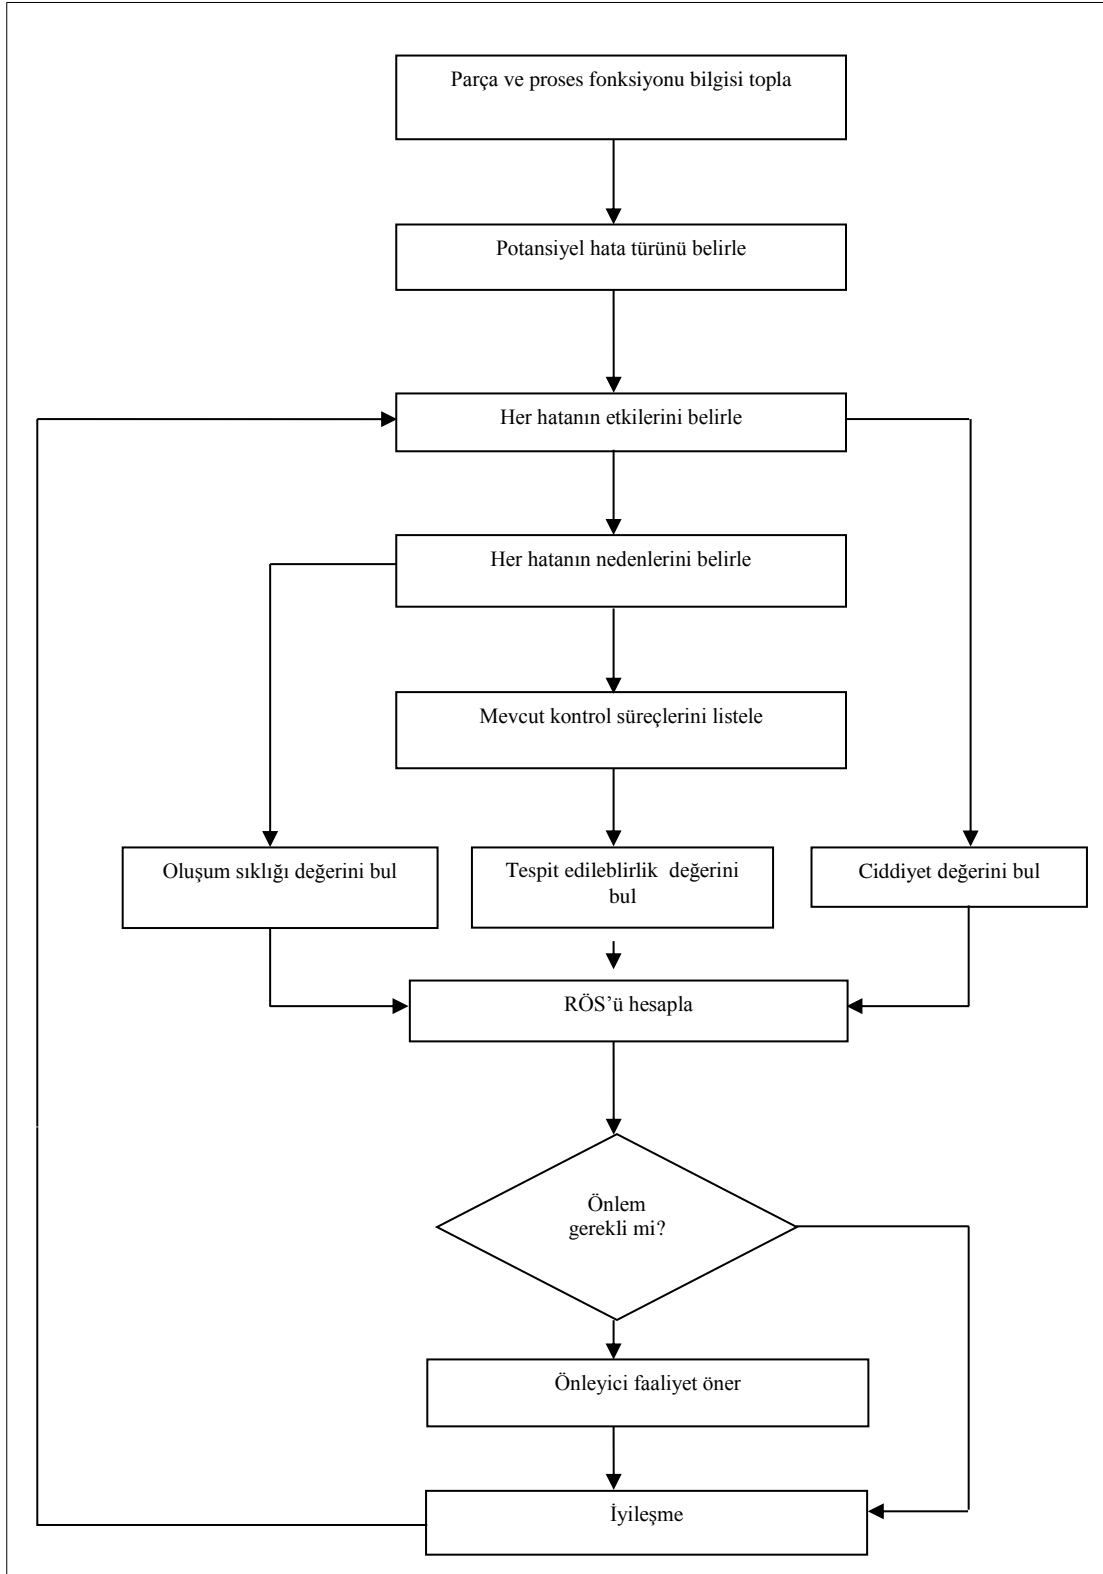 Parça ve proses fonksiyonu bilgisi topla
Potansiyel hata türünü belirle
Her hatanın etkilerini belirle
Her hatanın nedenlerini belirle
Mevcut kontrol süreçlerini listele
Oluşum sıklığı değerini bul
Tespit edileblirlik değerini
bul
Ciddiyet değerini bul
RÖS’ü hesapla
Önlem
gerekli mi?
Önleyici faaliyet öner
İyileşme